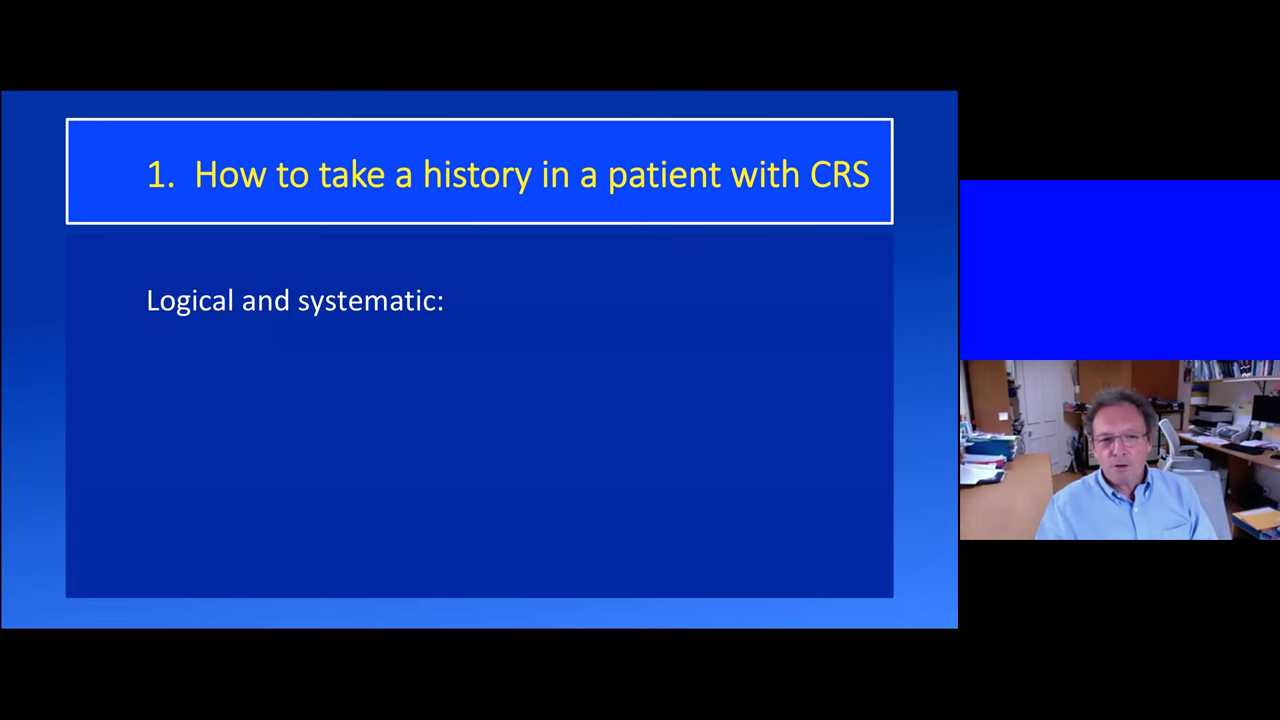 1. How to take a history in a patient with CRS
Logical and systematic: